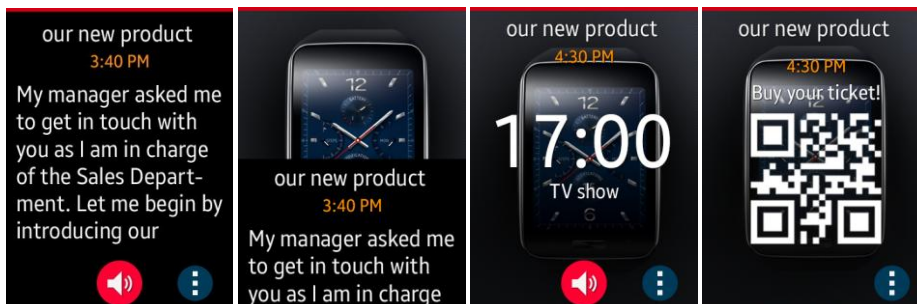 our new product
3:40 PM
My manager asked me
to get in touch with
you as I am in charge
of the Sales Depart-
ment. Let me begin by
introducing our
12
our new product
3:40 PM
My manager asked me
to get in touch with
you as I am in charge
our new product
4:30 PM
12
17:00
TV show
6
our new product
4:30 PM
12
Buy your ticket!